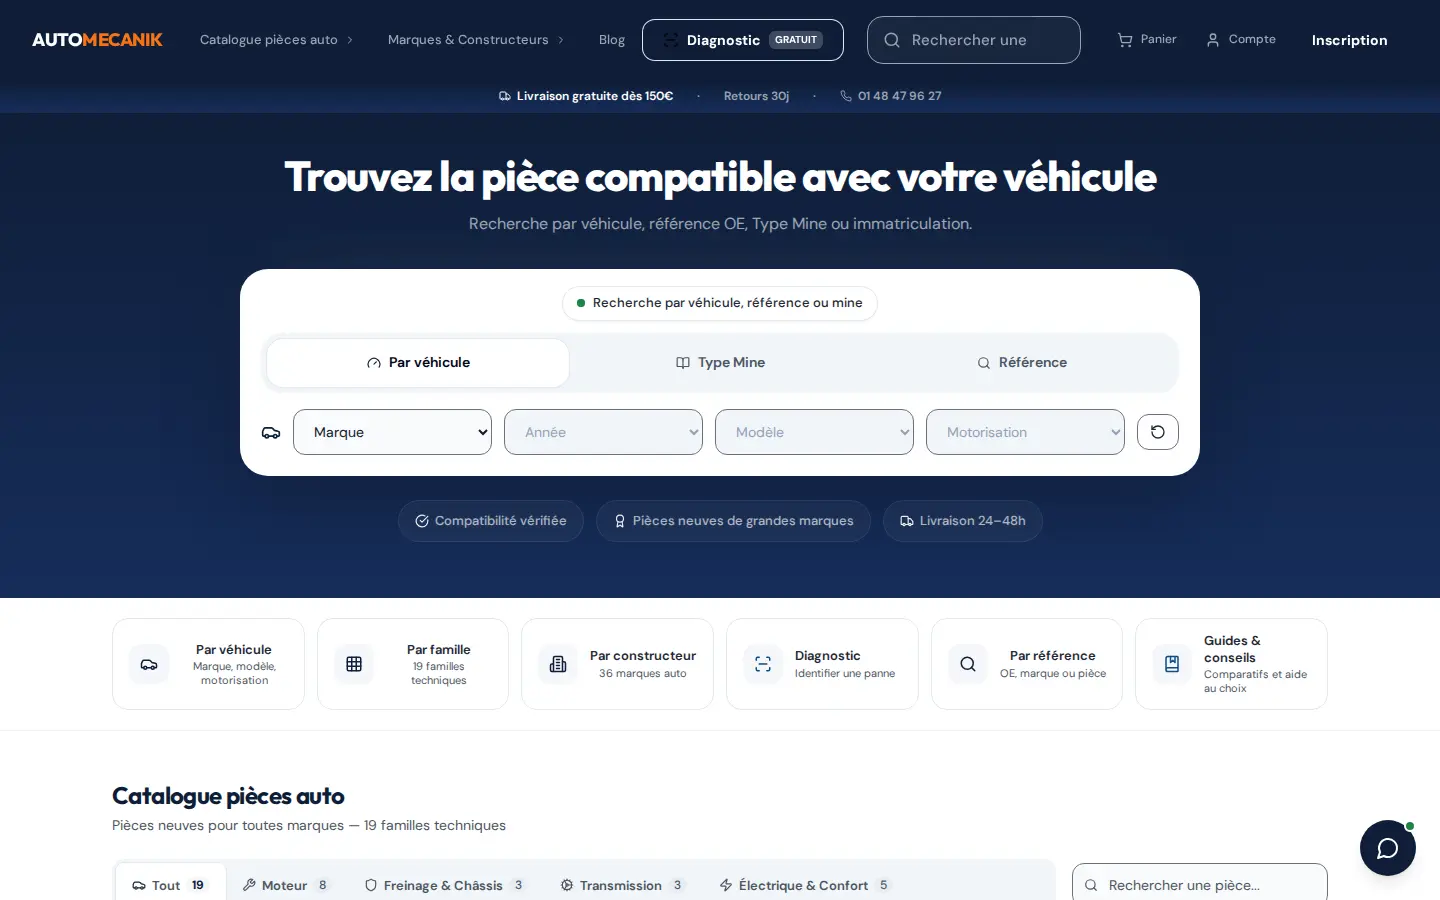 AUTOMECANIK
Catalogue pièces auto
Marques & Constructeurs
Blog
Diagnostic GRATUIT
Rechercher une
Panier
Compte
Inscription
Livraison gratuite dès 150€ · Retours 30j · 01 48 47 96 27
Trouvez la pièce compatible avec votre véhicule
Recherche par véhicule, référence OE, Type Mine ou immatriculation.
Recherche par véhicule, référence ou mine
Par véhicule
Type Mine
Référence
Marque
Année
Modèle
Motorisation
Compatibilité vérifiée
Pièces neuves de grandes marques
Livraison 24–48h
Par véhicule
Marque, modèle,
motorisation
Par famille
19 familles
techniques
Par constructeur
36 marques auto
Diagnostic
Identifier une panne
Par référence
OE, marque ou pièce
Guides &
conseils
Comparatifs et aide
au choix
Catalogue pièces auto
Pièces neuves pour toutes marques — 19 familles techniques
Tout 19
Moteur 8
Freinage & Châssis 3
Transmission 3
Électrique & Confort 5
Rechercher une pièce...